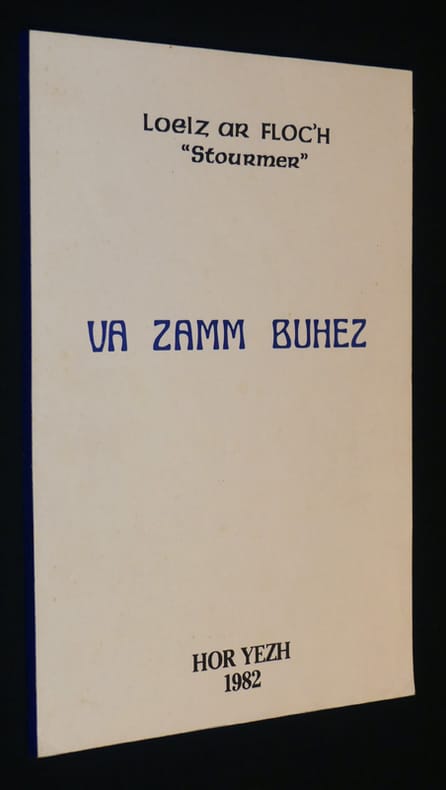 Loeiz ar FLOC'H
“Stourmer”
VA ZAMM BUHEZ
HOR YEZH
1982